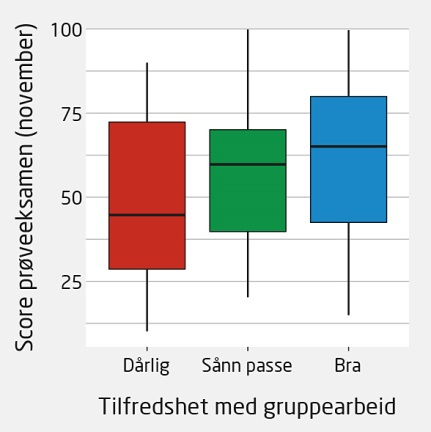 Score prøveeksamen (november)
100
75
50
25
Dårlig
Sånn passe
Bra
Tilfredshet med gruppearbeid